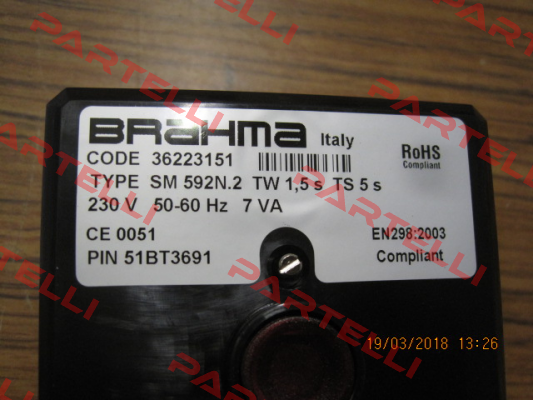 BRAHMA Italy
RoHS
Compliant
CODE 36223151
TYPE SM 592N.2 TW 1,5 s TS 5 s
230 V 50-60 Hz 7 VA
CE 0051
EN298:2003
PIN 51BT3691
Compliant
19/03/2018 13:26
PARTELLI
PARTELLI
PARTELLI
PARTELLI
PARTELLI
PARTELLI